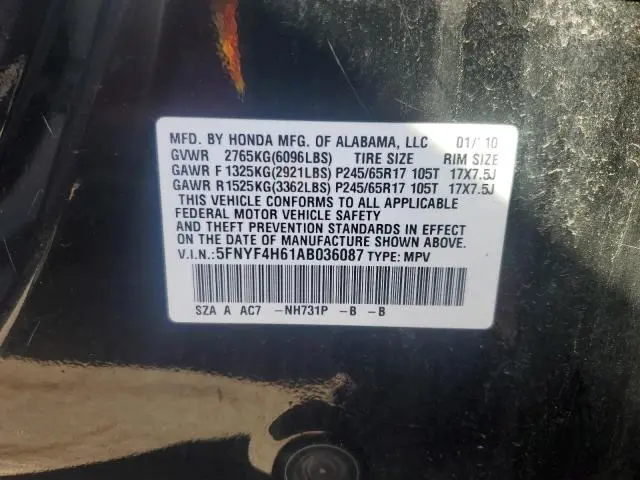 MFD. BY HONDA MFG. OF ALABAMA, LLC 01/10
GVWR 2765KG(6096LBS) TIRE SIZE RIM SIZE
GAWR F 1325KG(2921LBS) P245/65R17 105T 17X7.5J
GAWR R 1525KG(3362LBS) P245/65R17 105T 17X7.5J
THIS VEHICLE CONFORMS TO ALL APPLICABLE
FEDERAL MOTOR VEHICLE SAFETY
AND THEFT PREVENTION STANDARDS IN EFFECT
ON THE DATE OF MANUFACTURE SHOWN ABOVE.
V.I.N.:5FNYF4H61AB036087 TYPE: MPV
SZA A AC7 -NH731P -B -B